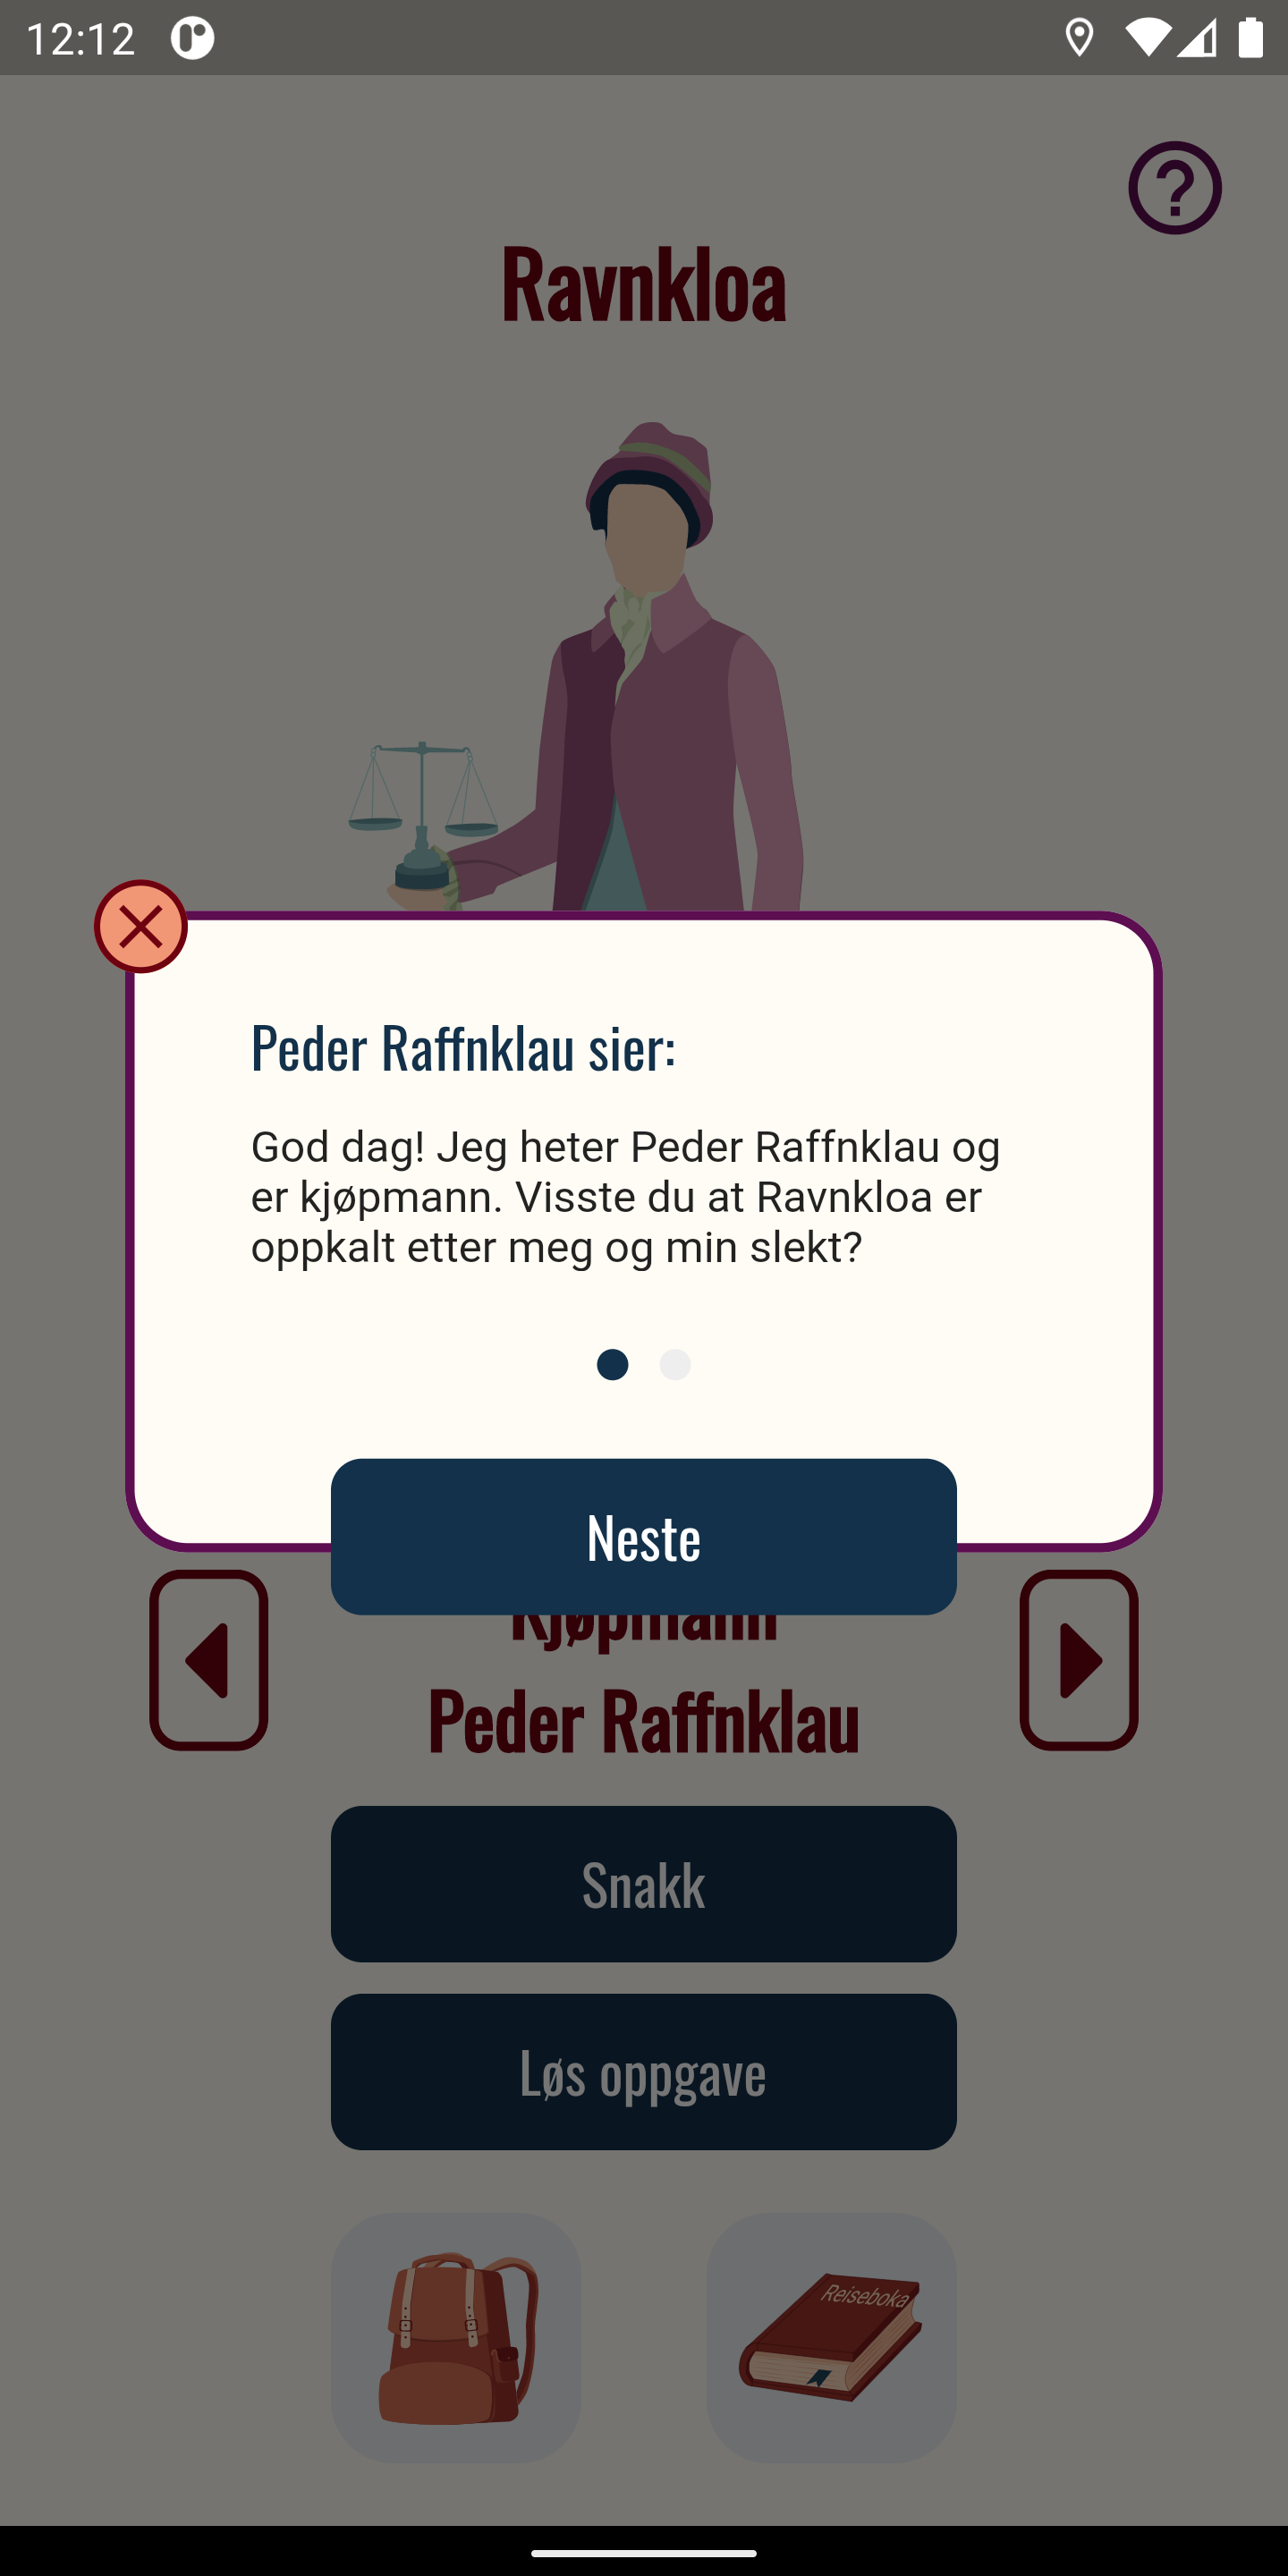 12:12
Ravnkloa
Peder Raffnklau sier:
God dag! Jeg heter Peder Raffnklau og
er kjøpmann. Visste du at Ravnkloa er
oppkalt etter meg og min slekt?
Neste
Kjøpmann
Peder Raffnklau
Snakk
Løs oppgave
Reiseboka